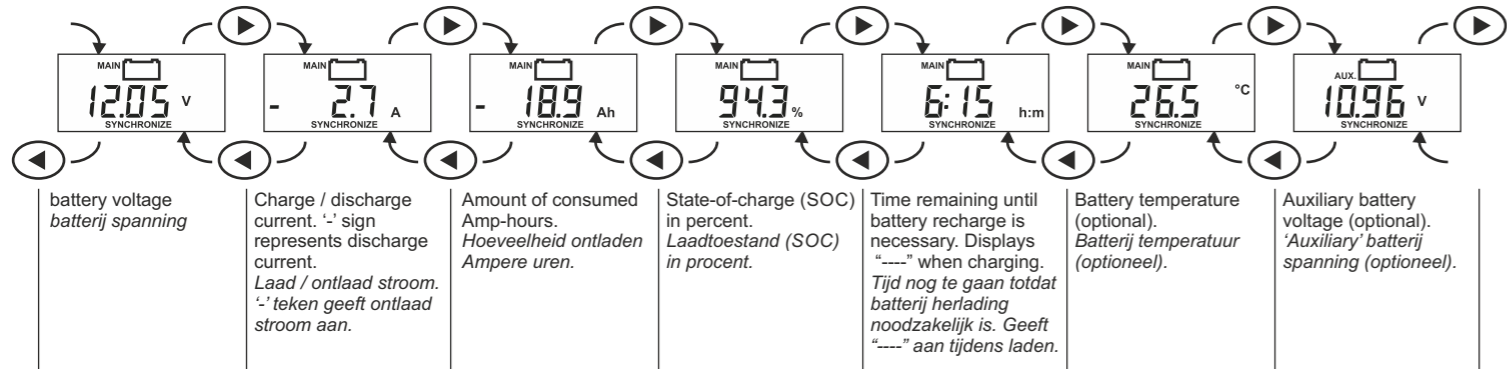 MAIN
12.05 V
SYNCHRONIZE
MAIN
- 2.7 A
SYNCHRONIZE
MAIN
- 18.9 Ah
SYNCHRONIZE
MAIN
94.3 %
SYNCHRONIZE
MAIN
6:15 h:m
SYNCHRONIZE
MAIN
26.5 °C
SYNCHRONIZE
AUX.
10.96 V
SYNCHRONIZE
battery voltage
batterij spanning
Charge / discharge
current. ‘-’ sign
represents discharge
current.
Laad / ontlaad stroom.
‘-’ teken geeft ontlaad
stroom aan.
Amount of consumed
Amp-hours.
Hoeveelheid ontladen
Ampere uren.
State-of-charge (SOC)
in percent.
Laadtoestand (SOC)
in procent.
Time remaining until
battery recharge is
necessary. Displays
“----” when charging.
Tijd nog te gaan totdat
batterij herlading
noodzakelijk is. Geeft
“----” aan tijdens laden.
Battery temperature
(optional).
Batterij temperatuur
(optioneel).
Auxiliary battery
voltage (optional).
‘Auxiliary’ batterij
spanning (optioneel).